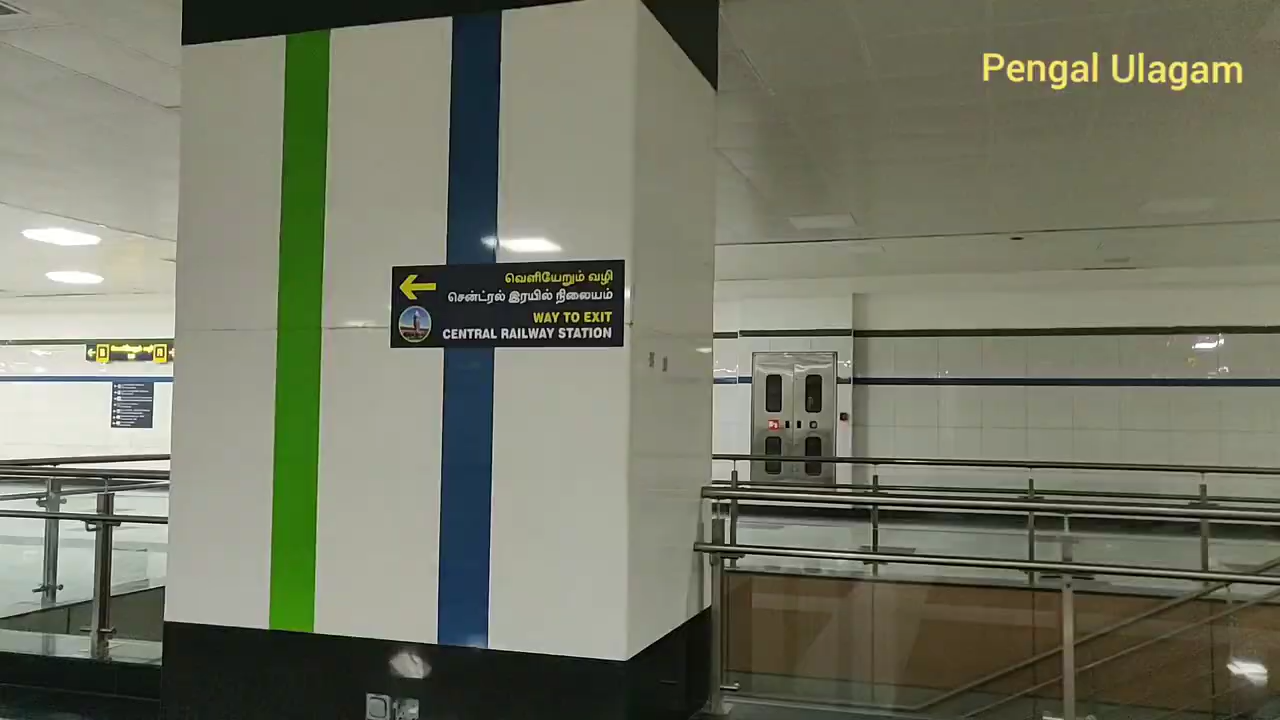 Pengal Ulagam
வெளியேறும் வழி
சென்ட்ரல் இரயில் நிலையம்
WAY TO EXIT
CENTRAL RAILWAY STATION